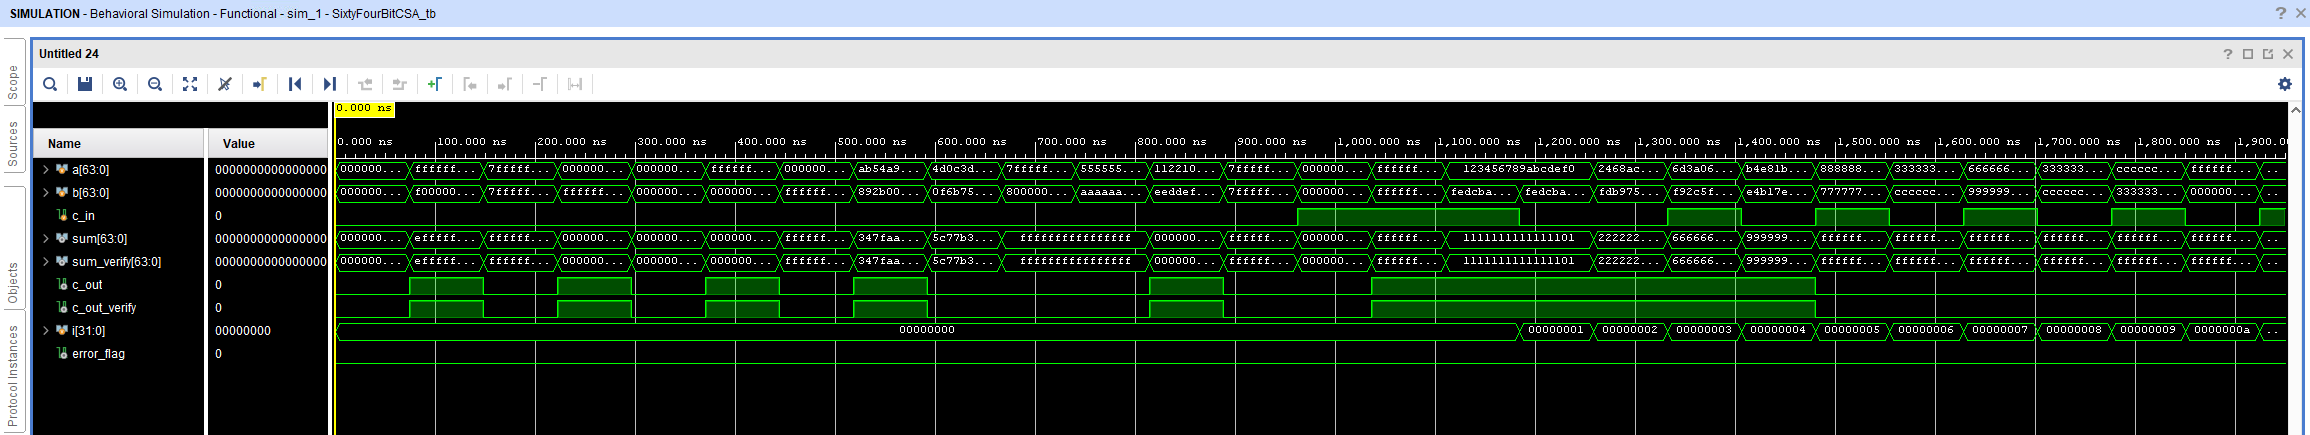 SIMULATION - Behavioral Simulation - Functional - sim_1 - SixtyFourBitCSA_tb
Untitled 24
Scope
Sources
Objects
Protocol Instances
0.000 ns
Name Value
0.000 ns 100.000 ns 200.000 ns 300.000 ns 400.000 ns 500.000 ns 600.000 ns 700.000 ns 800.000 ns 900.000 ns 1,000.000 ns 1,100.000 ns 1,200.000 ns 1,300.000 ns 1,400.000 ns 1,500.000 ns 1,600.000 ns 1,700.000 ns 1,800.000 ns 1,900.0
a[63:0] 0000000000000000 000000... ffffff... 7fffff... 000000... 000000... ffffff... 000000... ab54a9... 4d0c3d... 7fffff... 555555... 112210... 7fffff... 000000... ffffff... 123456789abcdef0 2468ac... 6d3a06... b4e81b... 888888... 333333... 666666... 333333... cccccc... ffffff... ..
b[63:0] 0000000000000000 000000... f00000... 7fffff... ffffff... 000000... 000000... ffffff... 892b00... 0f6b75... 800000... aaaaaa... eeddef... 7fffff... 000000... ffffff... fedcba... fedcba... fdb975... f92c5f... e4b17e... 777777... cccccc... 999999... cccccc... 333333... 000000... ..
c_in 0
sum[63:0] 0000000000000000 000000... efffff... ffffff... 000000... 000000... 000000... ffffff... 347faa... 5c77b3... ffffffffffffffff 000000... ffffff... 000000... ffffff... 1111111111111101 222222... 666666... 999999... ffffff... ffffff... ffffff... ffffff... ffffff... ffffff... ..
sum_verify[63:0] 0000000000000000 000000... efffff... ffffff... 000000... 000000... 000000... ffffff... 347faa... 5c77b3... ffffffffffffffff 000000... ffffff... 000000... ffffff... 1111111111111101 222222... 666666... 999999... ffffff... ffffff... ffffff... ffffff... ffffff... ffffff... ..
c_out 0
c_out_verify 0
i[31:0] 00000000 00000000 00000001 00000002 00000003 00000004 00000005 00000006 00000007 00000008 00000009 0000000a ..
error_flag 0